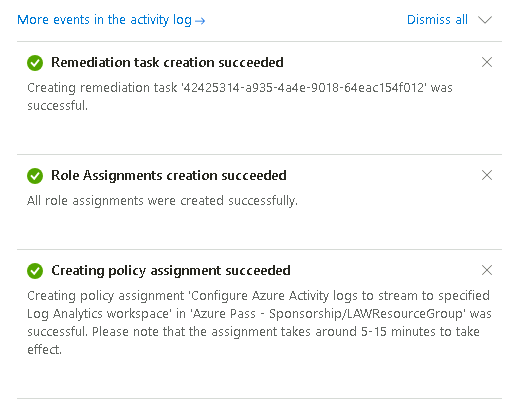 More events in the activity log →
Dismiss all
Remediation task creation succeeded
Creating remediation task '42425314-a935-4a4e-9018-64eac154f012' was
successful.
Role Assignments creation succeeded
All role assignments were created successfully.
Creating policy assignment succeeded
Creating policy assignment 'Configure Azure Activity logs to stream to specified
Log Analytics workspace' in 'Azure Pass - Sponsorship/LAWResourceGroup' was
successful. Please note that the assignment takes around 5-15 minutes to take
effect.